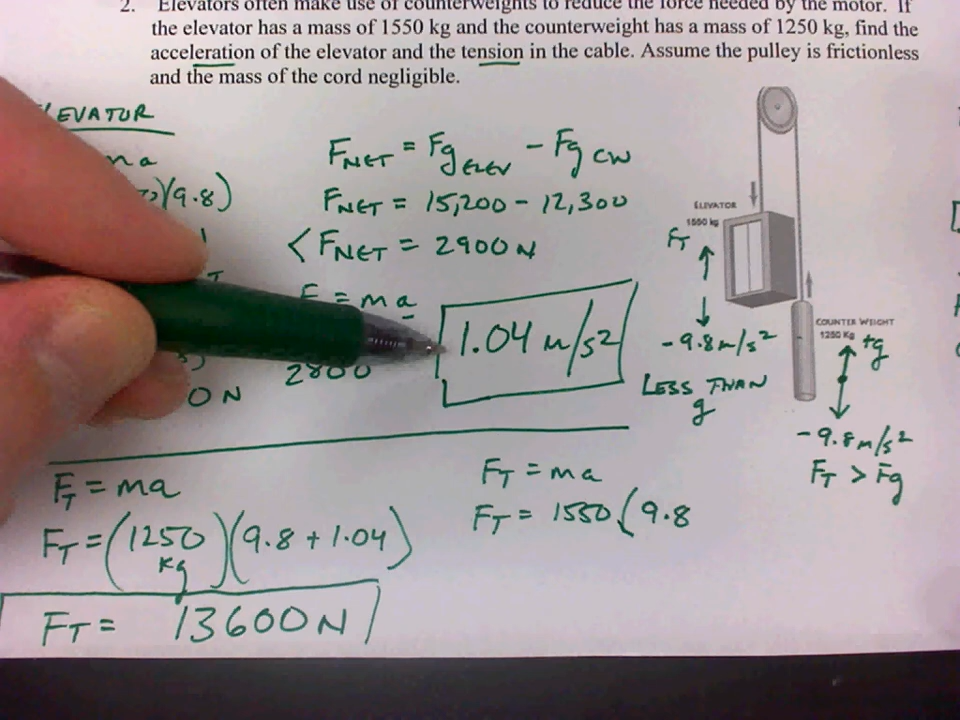 2. Elevators often make use of counterweights to reduce the force needed by the motor. If
the elevator has a mass of 1550 kg and the counterweight has a mass of 1250 kg, find the
acceleration of the elevator and the tension in the cable. Assume the pulley is frictionless
and the mass of the cord negligible.
LEVATOR
ma
)(9.8)
ON
FNET = Fg ELEV - Fg CW
FNET = 15,200 - 12,300
< FNET = 2900 N
F = ma
2800
1.04 m/s²
ELEVATOR
1550 kg
FT
-9.8 m/s²
LESS THAN
g
COUNTER WEIGHT
1250 Kg
+g
-9.8 m/s²
FT > Fg
FT = ma
FT = (1250 kg)(9.8 + 1.04)
FT = 13600 N
FT = ma
FT = 1550 (9.8